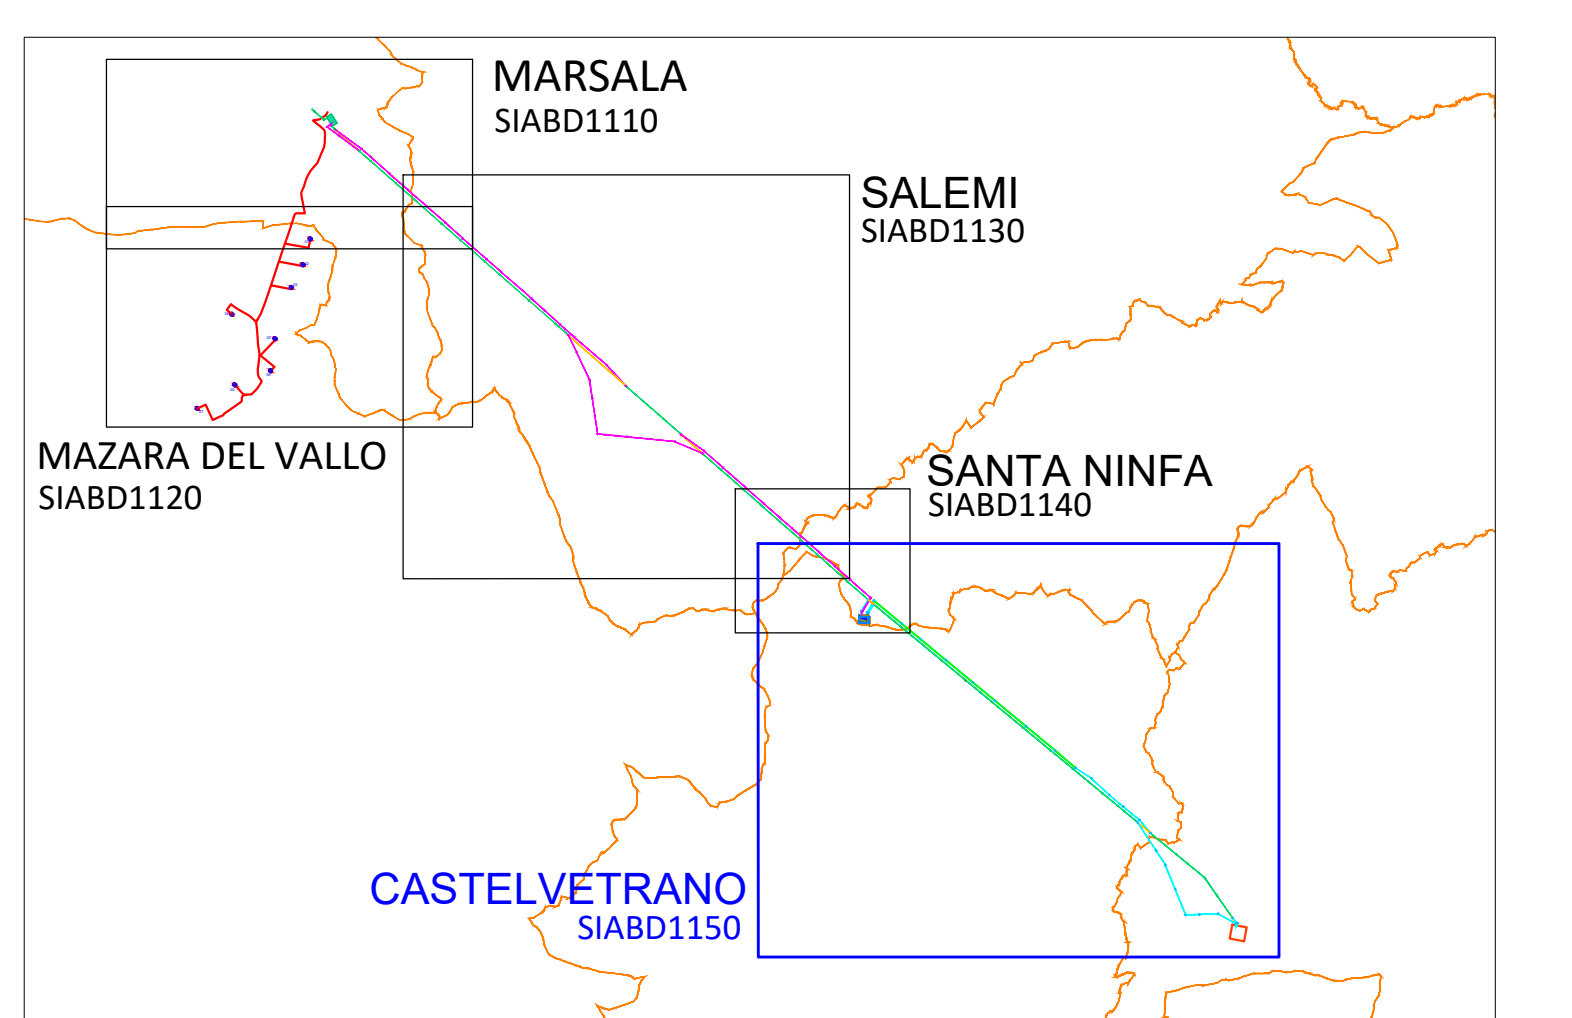 MARSALA
SIABD1110
SALEMI
SIABD1130
MAZARA DEL VALLO
SIABD1120
SANTA NINFA
SIABD1140
CASTELVETRANO
SIABD1150